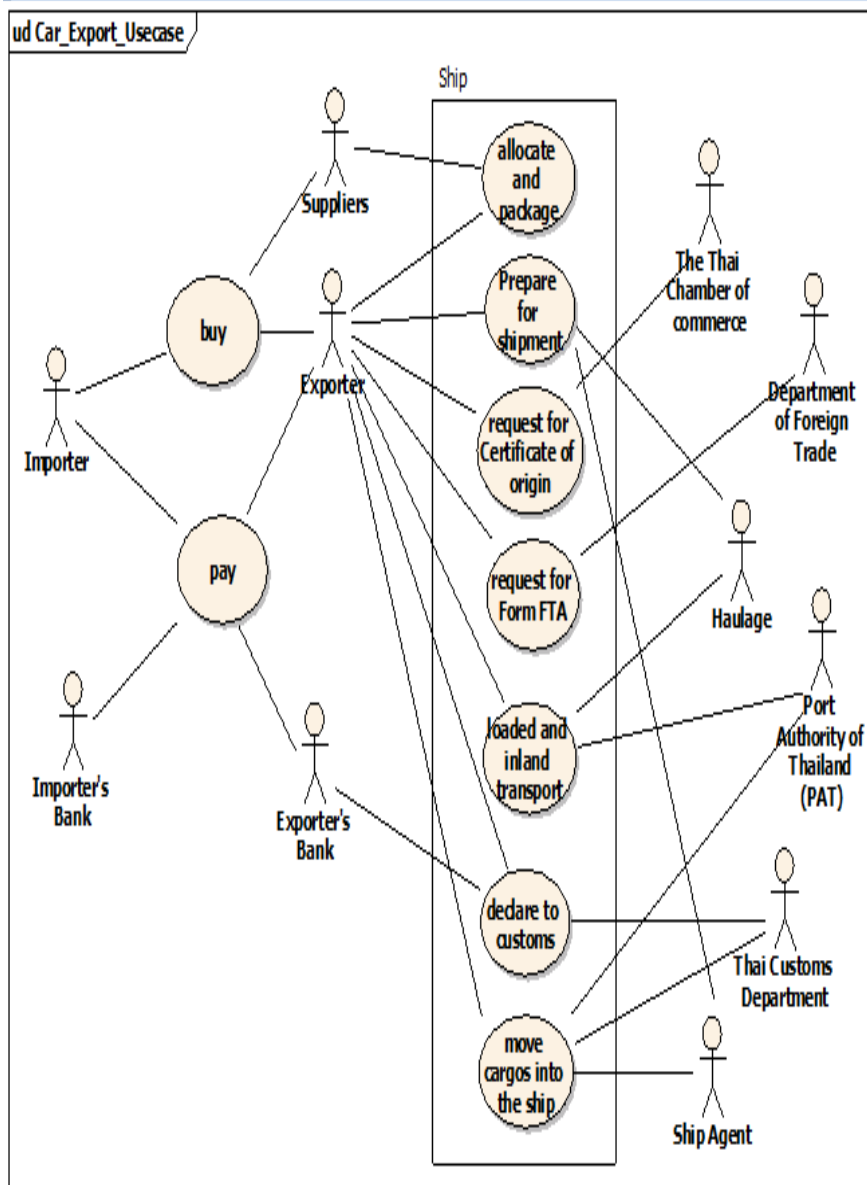 ud Car_Export_Usecase
Ship
allocate
and
package
Suppliers
The Thai
Chamber of
commerce
Prepare
for
shipment
buy
Exporter
Department
of Foreign
Trade
request for
Certificate of
origin
Importer
pay
request for
Form FTA
Haulage
Port
Authority of
Thailand
(PAT)
loaded and
inland
transport
Importer's
Bank
Exporter's
Bank
declare to
customs
Thai Customs
Department
move
cargos into
the ship
Ship Agent